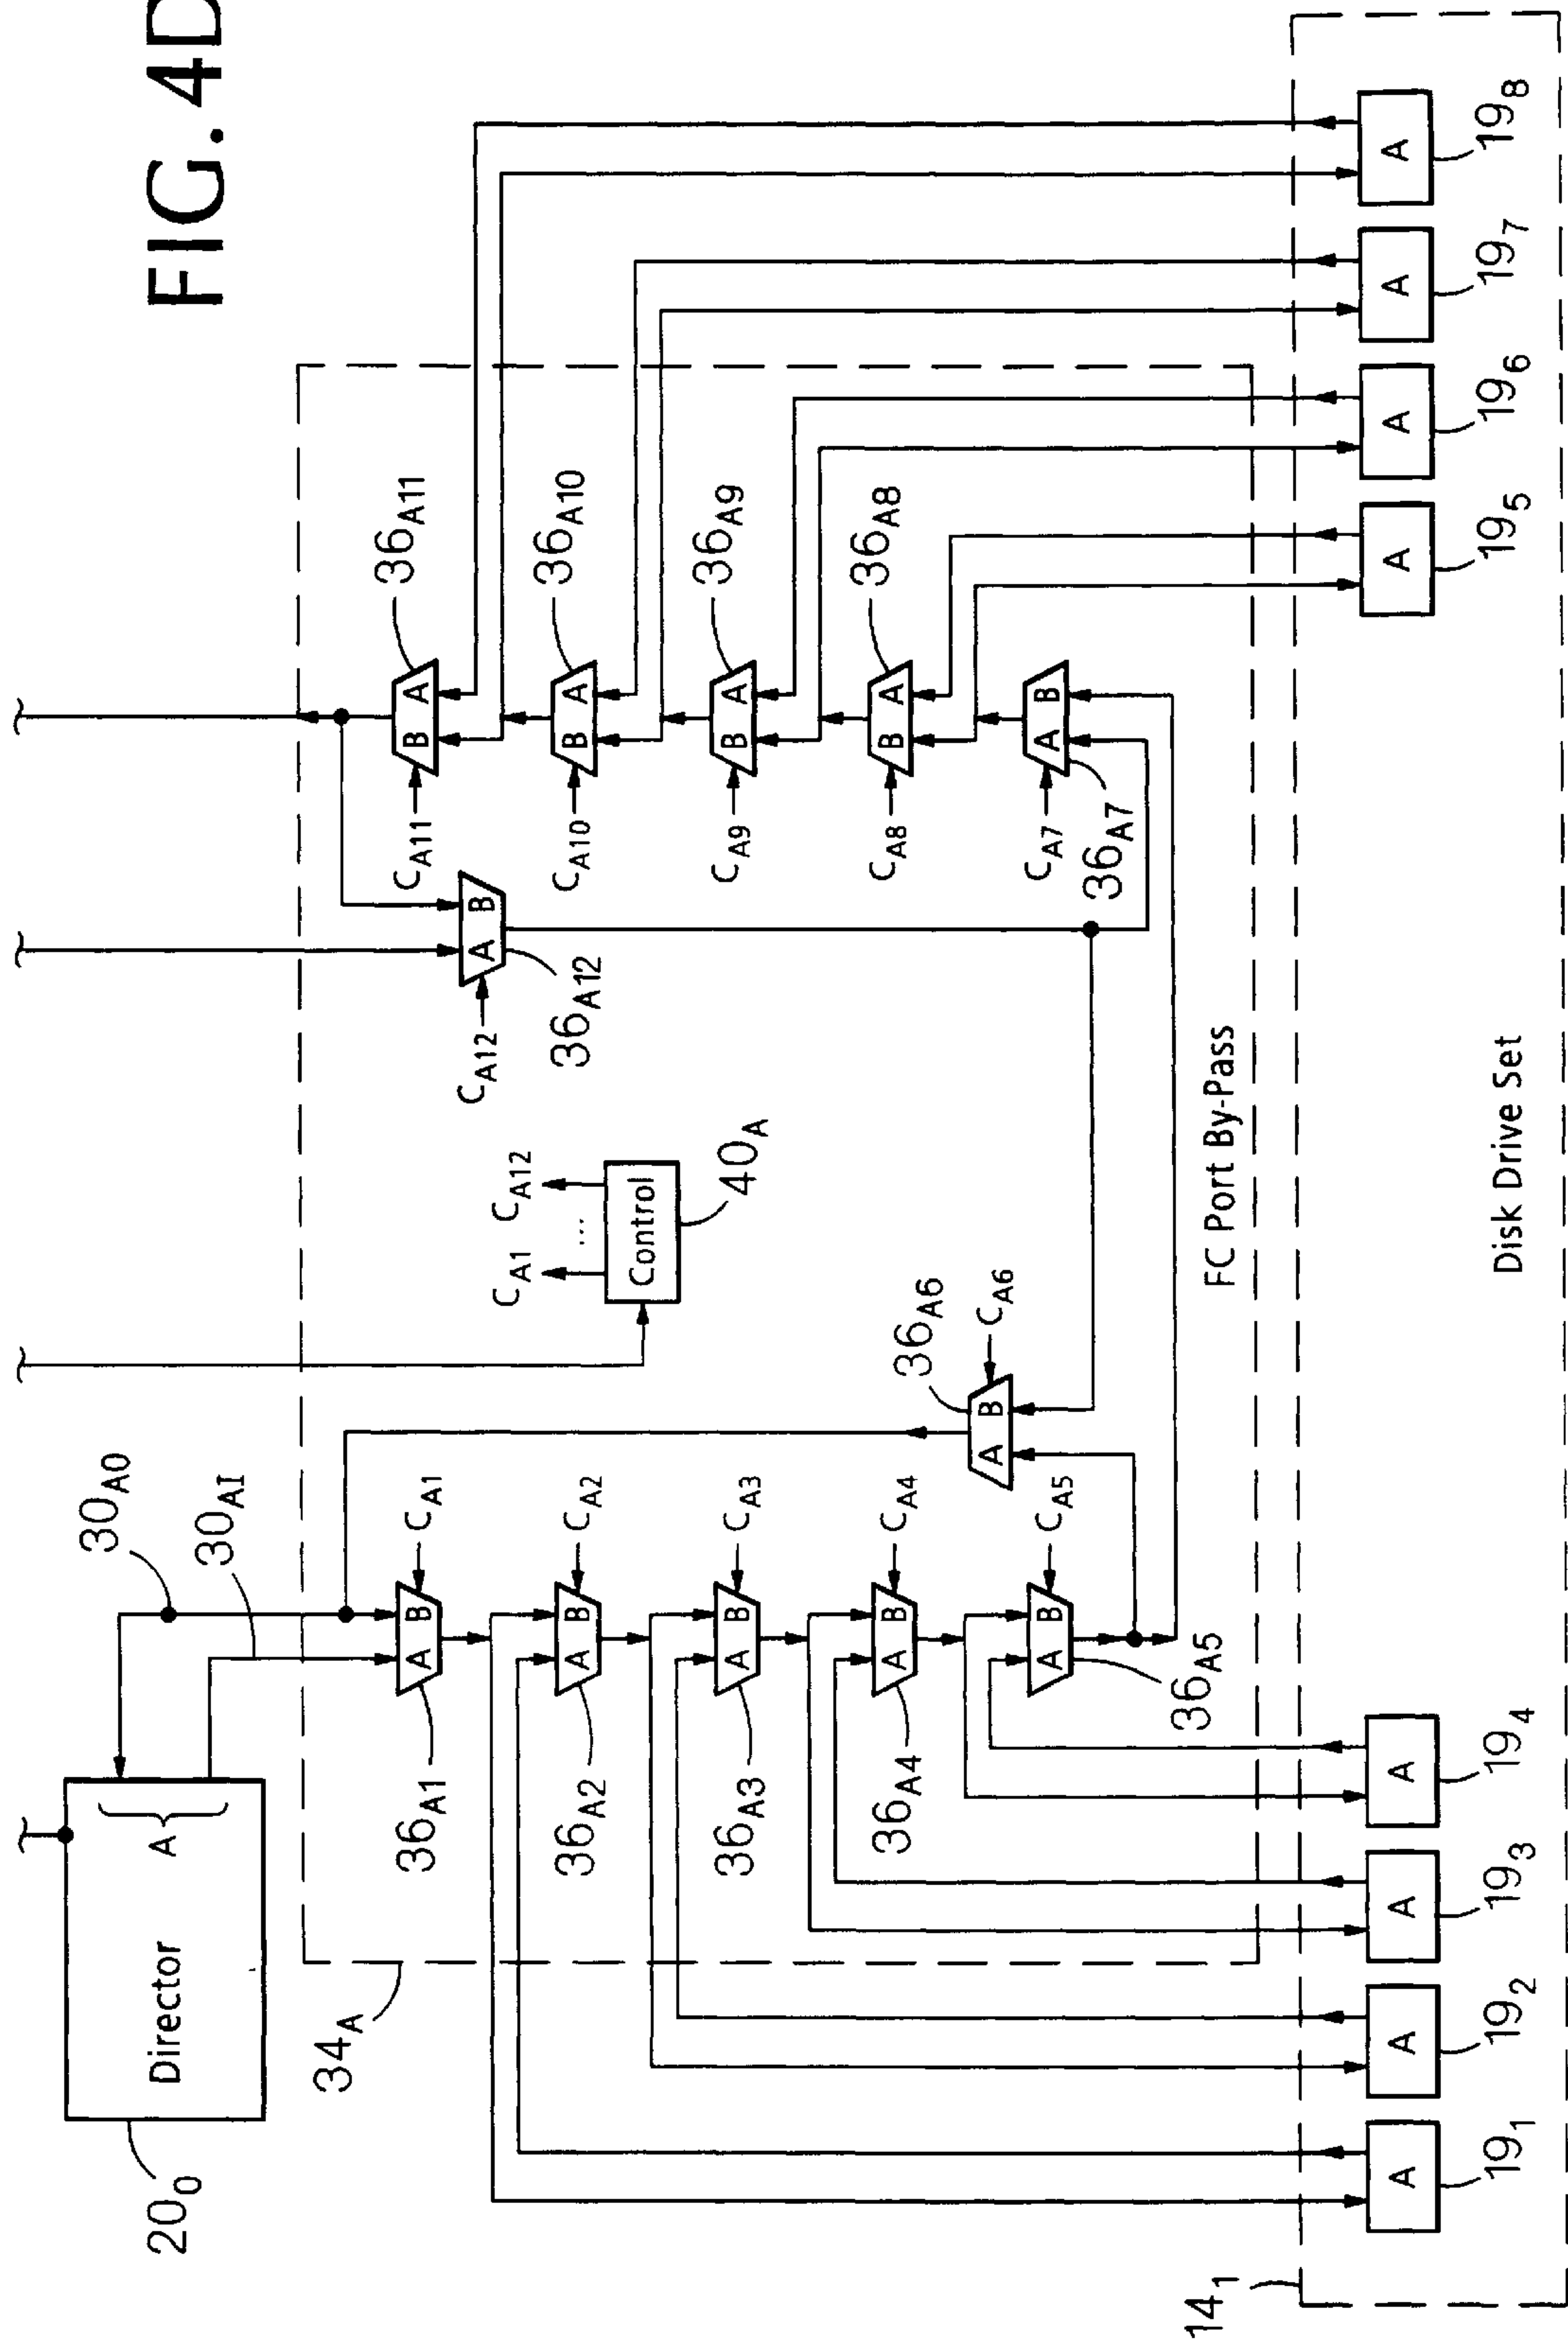 FIG. 4D
20₀
Director
A
30A0
30AI
34A
36A1
A
B
CA1
36A2
A
B
CA2
36A3
A
B
CA3
36A4
A
B
CA4
36A5
A
B
CA5
36A6
A
B
CA6
Control
40A
CA1 ... CA12
CA12
A
B
36A12
CA11
B
A
36A11
CA10
B
A
36A10
CA9
B
A
36A9
CA8
B
A
36A8
CA7
A
B
36A7
FC Port By-Pass
14₁
A
A
A
A
A
A
A
A
19₁
19₂
19₃
19₄
19₅
19₆
19₇
19₈
Disk Drive Set